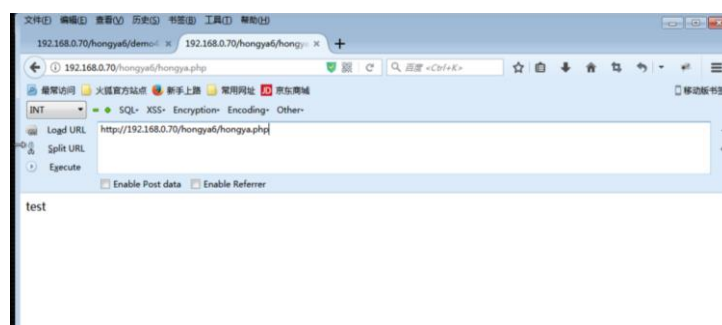 文件(F) 编辑(E) 查看(V) 历史(S) 书签(B) 工具(T) 帮助(H)
192.168.0.70/hongya6/demo4 × 192.168.0.70/hongya6/hongy × +
192.168.0.70/hongya6/hongya.php 百度 <Ctrl+K>
最常访问 火狐官方站点 新手上路 常用网址 JD 京东商城 移动版书签
INT SQL- XSS- Encryption- Encoding- Other-
Load URL http://192.168.0.70/hongya6/hongya.php
Split URL
Execute
Enable Post data Enable Referrer
test